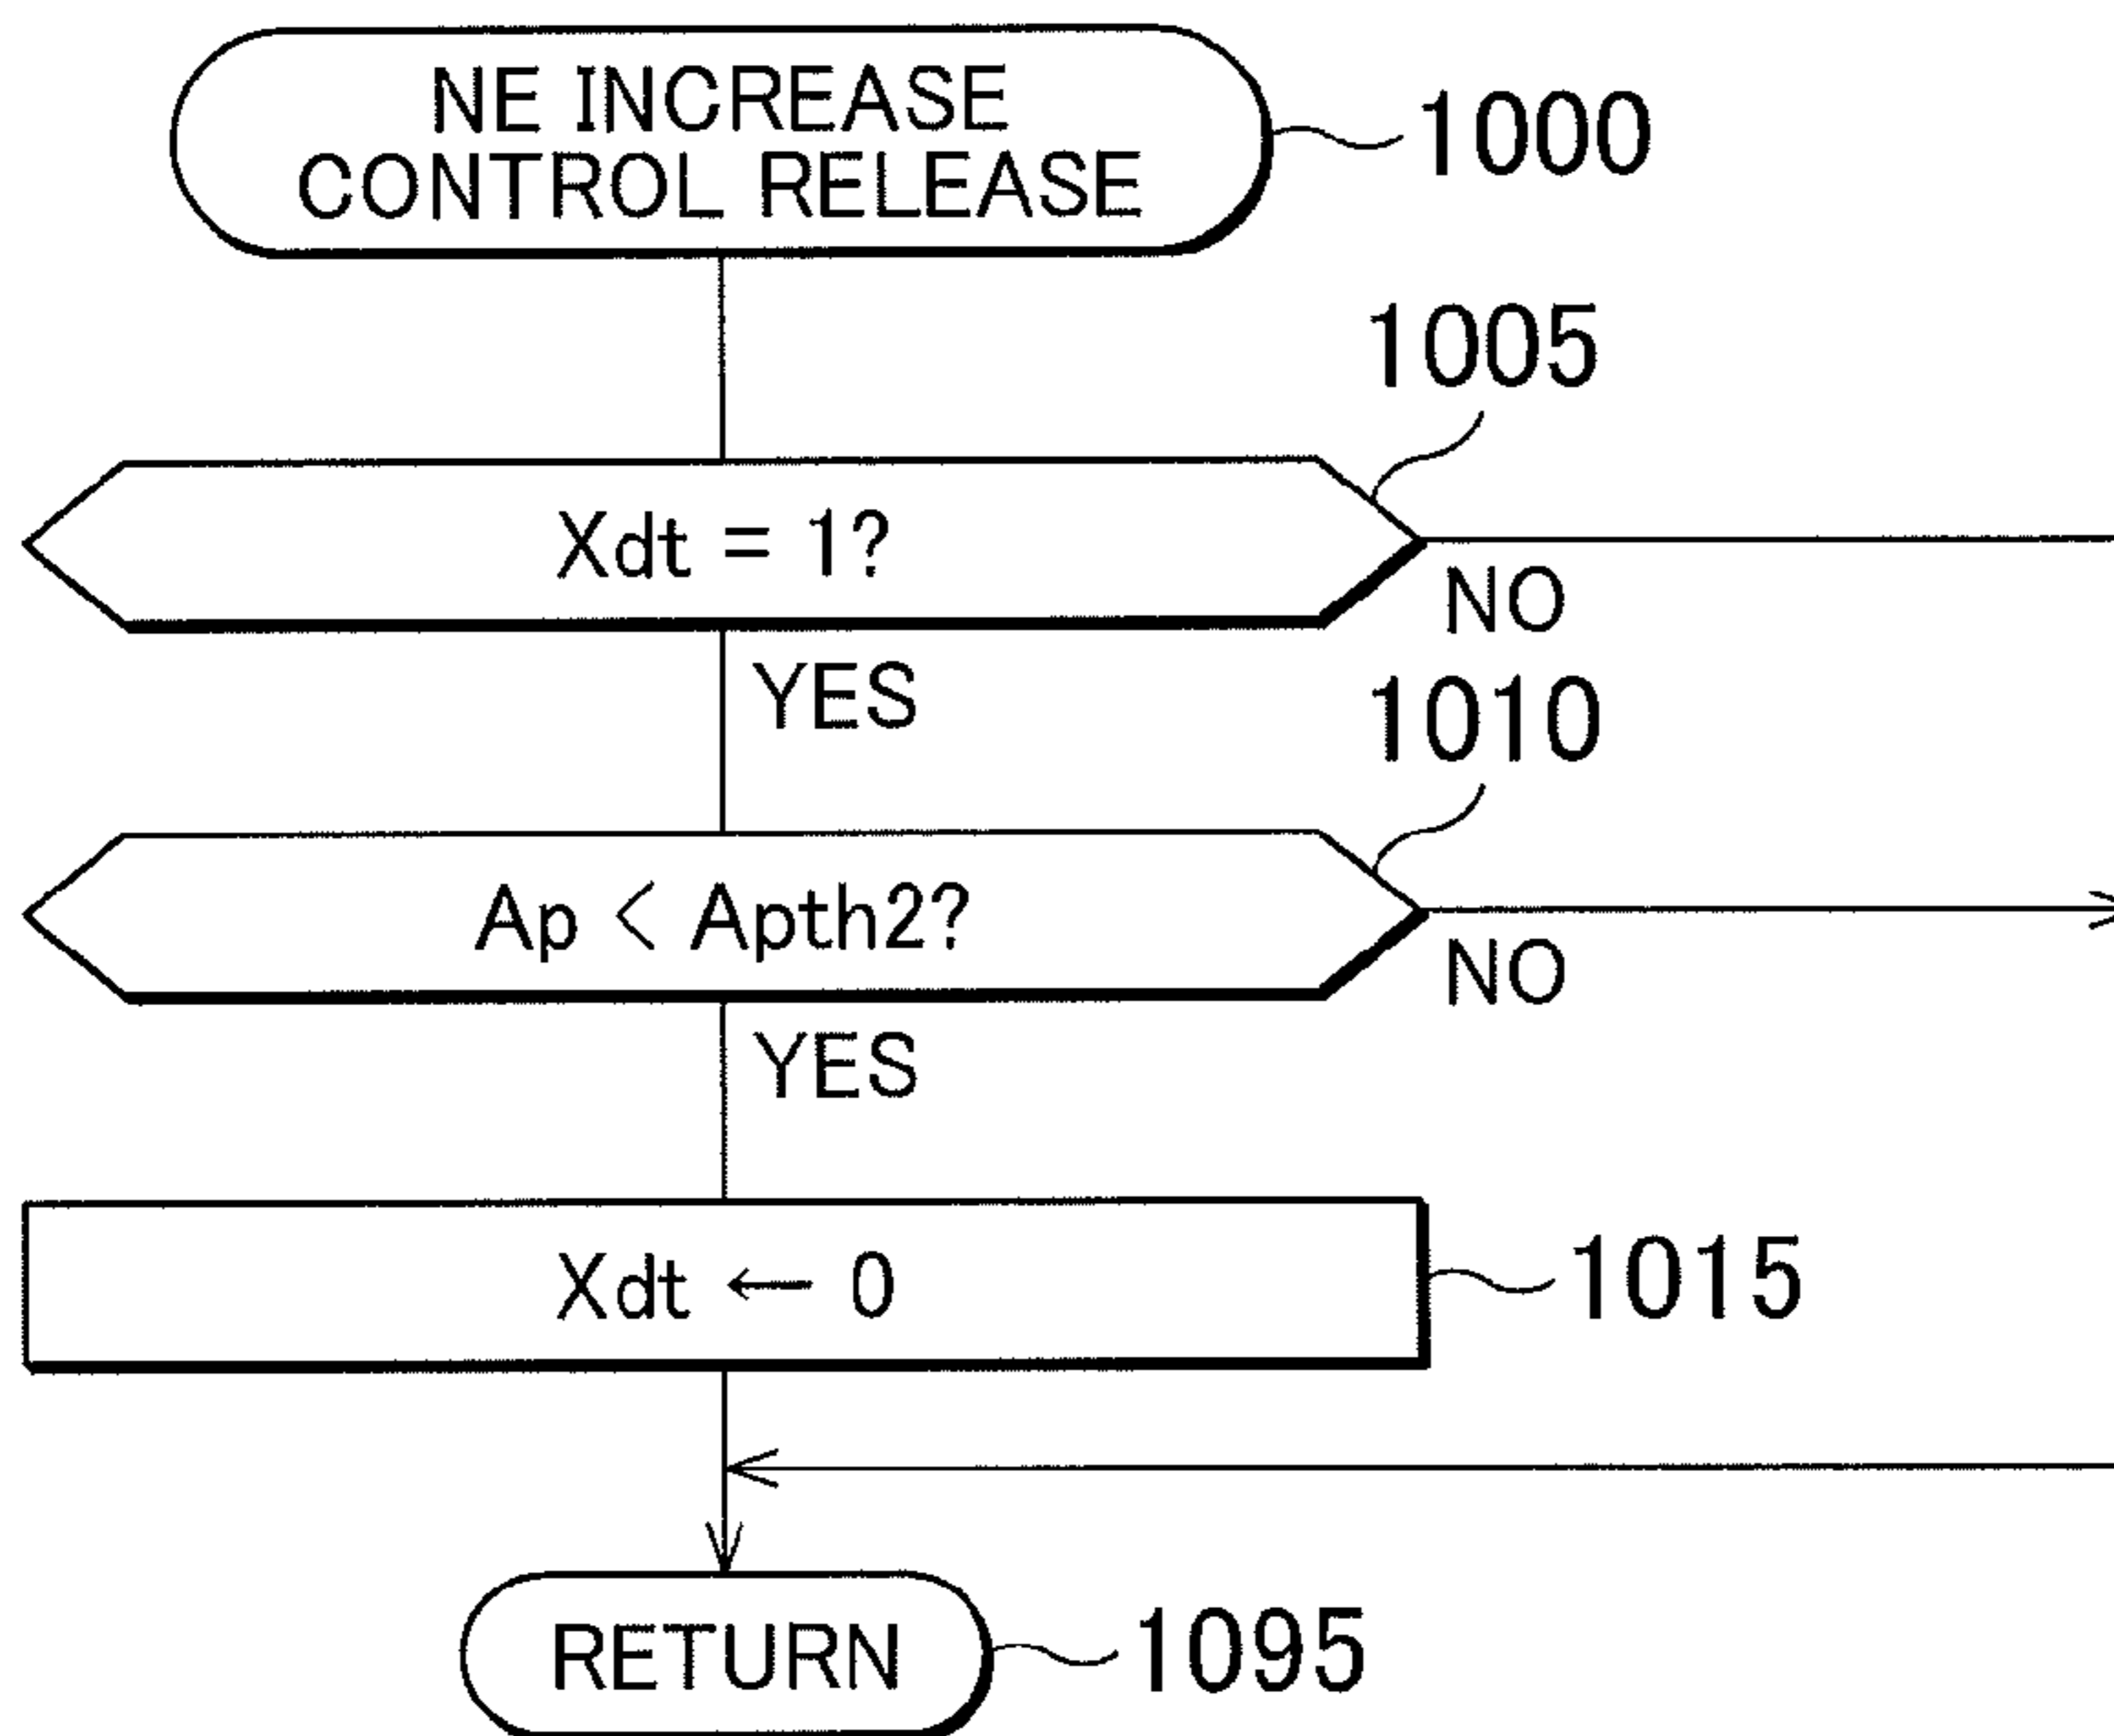 NE INCREASE
CONTROL RELEASE
1000
1005
Xdt = 1?
NO
YES
1010
Ap < Apth2?
NO
YES
Xdt ← 0
1015
RETURN
1095